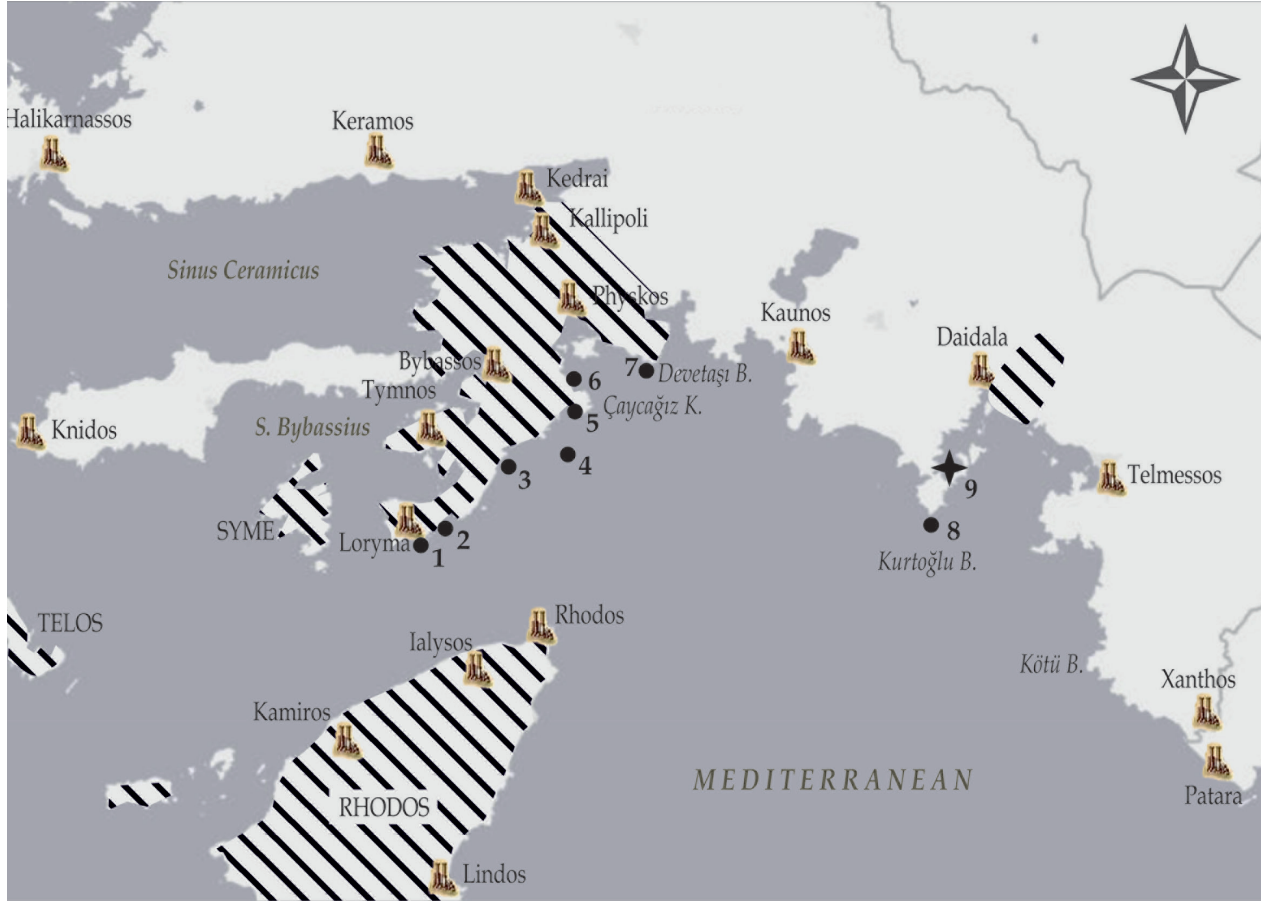 Halikarnassos
Keramos
Kedrai
Kallipoli
Sinus Ceramicus
Physkos
Kaunos
Daidala
Bybassos
7
Devetaşı B.
6
Tymnos
Çaycağız K.
5
Knidos
S. Bybassius
4
3
Telmessos
9
SYME
Loryma
2
1
8
Kurtoğlu B.
TELOS
Rhodos
Ialysos
Kötü B.
Xanthos
Kamiros
MEDITERRANEAN
Patara
RHODOS
Lindos